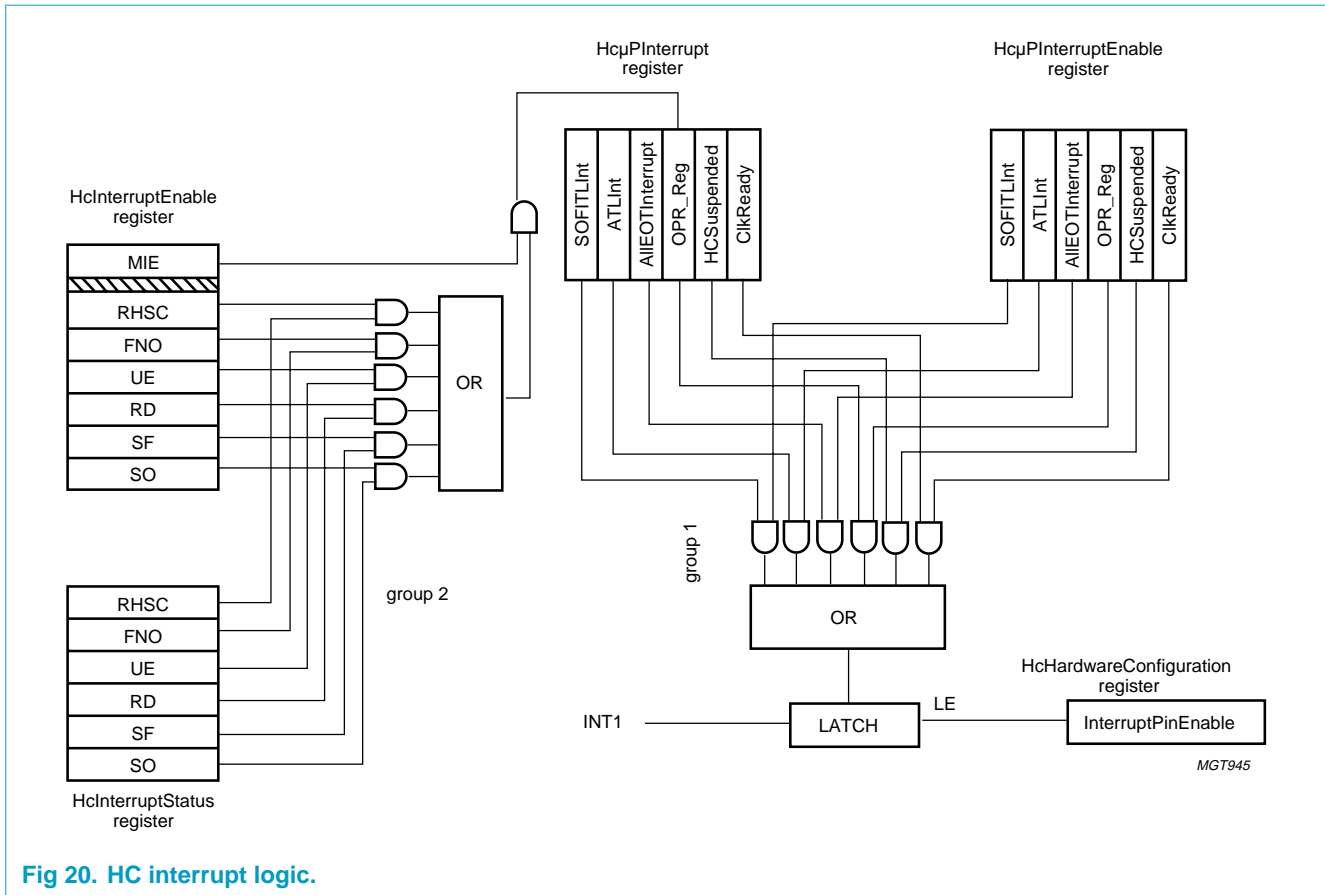 HcµPInterrupt
register
HcµPInterruptEnable
register
SOFITLInt
ATLInt
AllEOTInterrupt
OPR_Reg
HCSuspended
ClkReady
SOFITLInt
ATLInt
AllEOTInterrupt
OPR_Reg
HCSuspended
ClkReady
HcInterruptEnable
register
MIE
RHSC
FNO
UE
RD
SF
SO
OR
group 1
group 2
RHSC
FNO
UE
RD
SF
SO
HcInterruptStatus
register
OR
HcHardwareConfiguration
register
INT1
LATCH
LE
InterruptPinEnable
MGT945
Fig 20. HC interrupt logic.